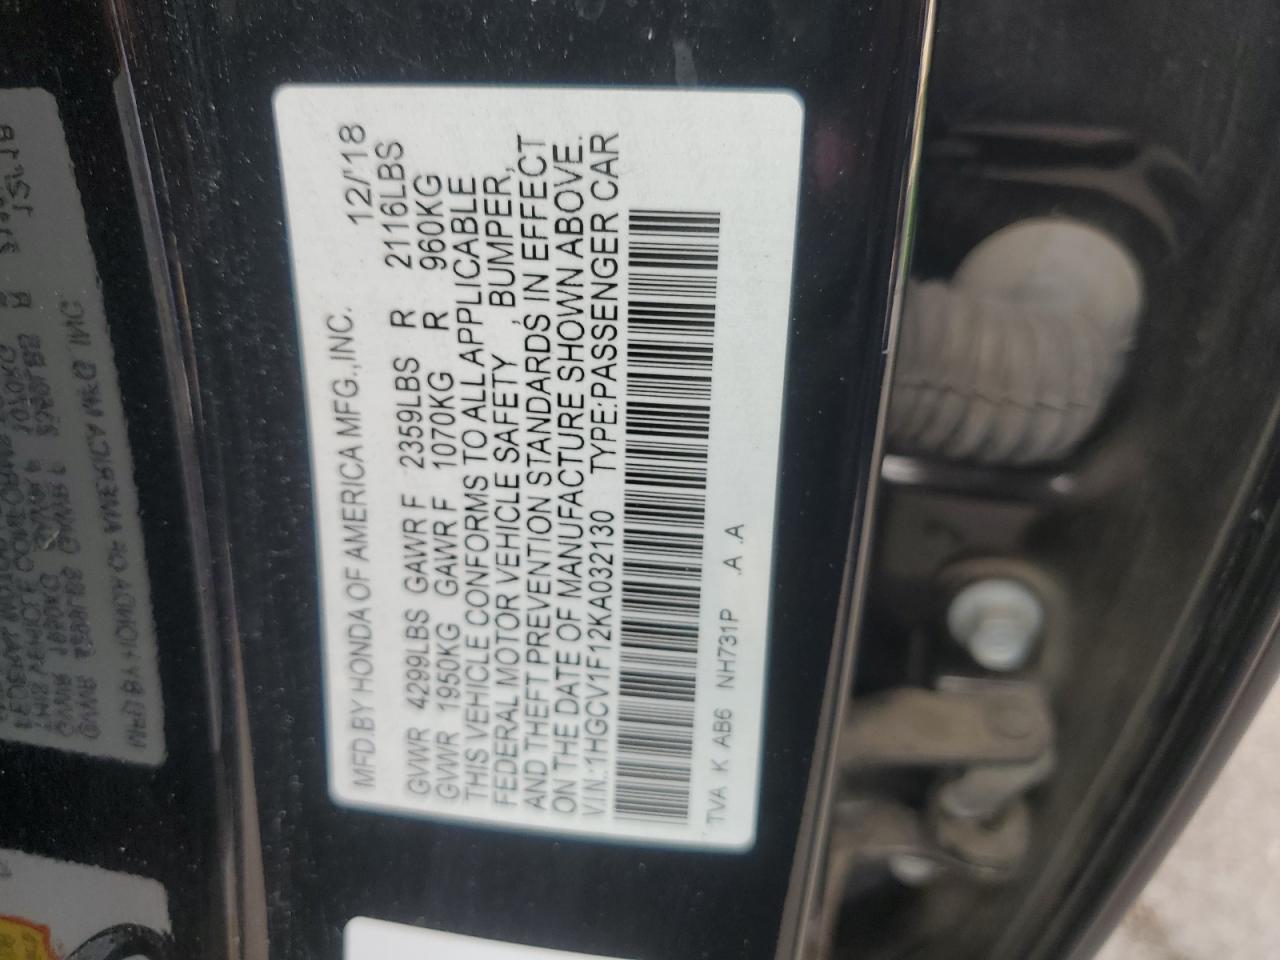 MFD.BY HONDA OF AMERICA MFG.,INC. 12/'18
GVWR 4299LBS GAWR F 2359LBS R 2116LBS
GVWR 1950KG GAWR F 1070KG R 960KG
THIS VEHICLE CONFORMS TO ALL APPLICABLE
FEDERAL MOTOR VEHICLE SAFETY , BUMPER,
AND THEFT PREVENTION STANDARDS IN EFFECT
ON THE DATE OF MANUFACTURE SHOWN ABOVE.
VIN:1HGCV1F12KA032130 TYPE:PASSENGER CAR
TVA K AB6 NH731P .A .A